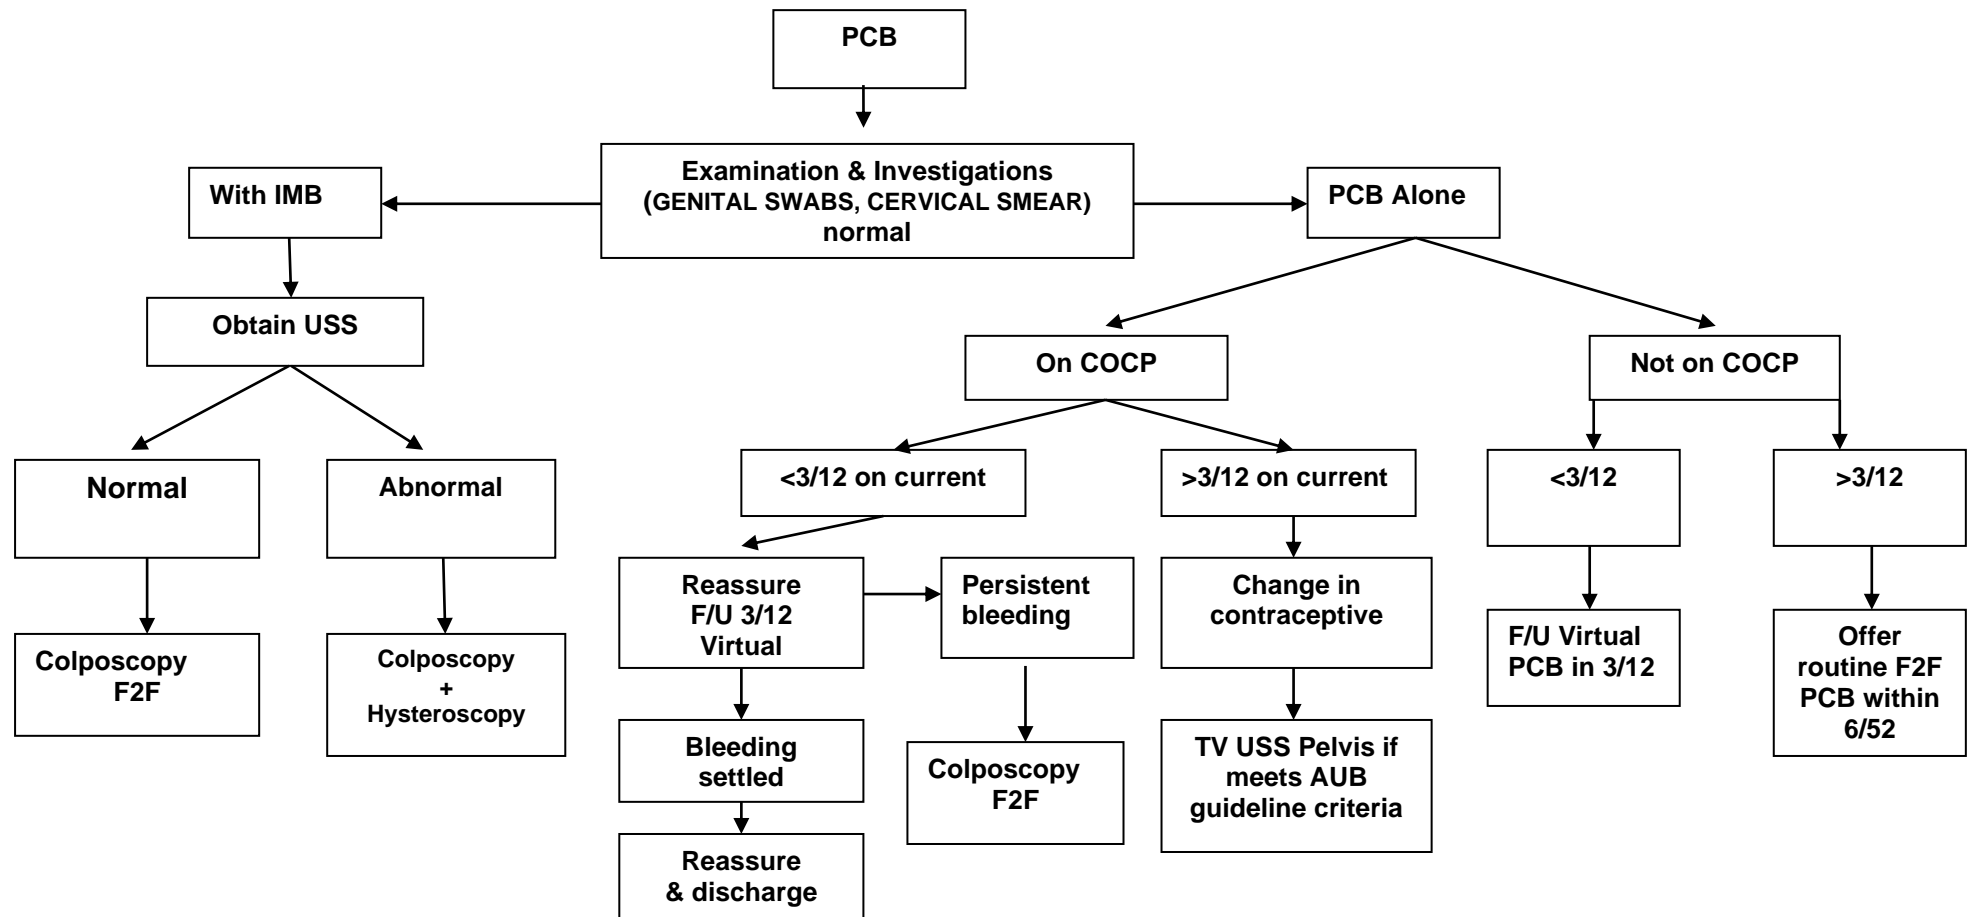 PCB
Examination & Investigations
(GENITAL SWABS, CERVICAL SMEAR)
normal
With IMB
PCB Alone
Obtain USS
On COCP
Not on COCP
Normal
Abnormal
<3/12 on current
>3/12 on current
<3/12
>3/12
Colposcopy
F2F
Colposcopy
+
Hysteroscopy
Reassure
F/U 3/12
Virtual
Persistent
bleeding
Change in
contraceptive
F/U Virtual
PCB in 3/12
Offer
routine F2F
PCB within
6/52
Bleeding
settled
Colposcopy
F2F
TV USS Pelvis if
meets AUB
guideline criteria
Reassure
& discharge